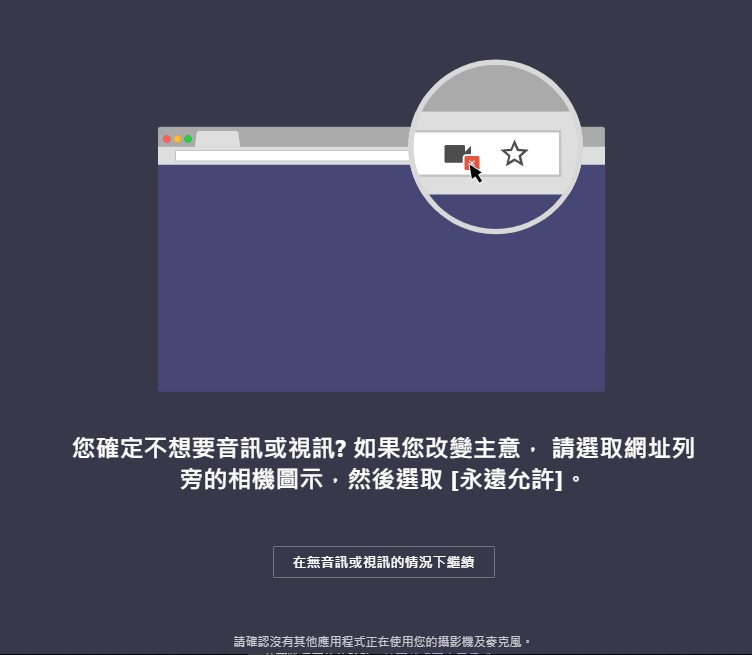 您確定不想要音訊或視訊? 如果您改變主意， 請選取網址列
旁的相機圖示，然後選取 [永遠允許]。
在無音訊或視訊的情況下繼續
請確認沒有其他應用程式正在使用您的攝影機及麥克風。